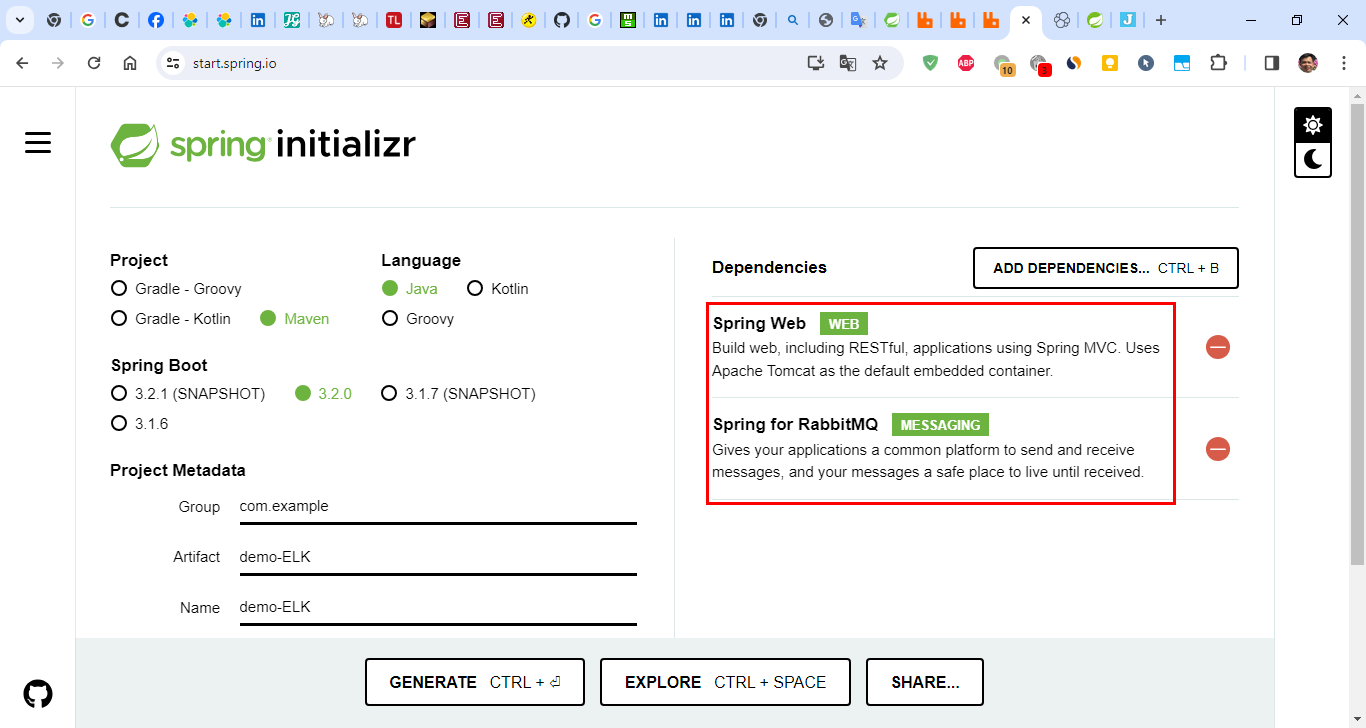 start.spring.io
ABP
10
3
TL
E
E
ms
J
spring initializr
Project
Gradle - Groovy
Gradle - Kotlin
Maven
Language
Java
Kotlin
Groovy
Spring Boot
3.2.1 (SNAPSHOT)
3.2.0
3.1.7 (SNAPSHOT)
3.1.6
Project Metadata
Group com.example
Artifact demo-ELK
Name demo-ELK
Dependencies
ADD DEPENDENCIES... CTRL + B
Spring Web WEB
Build web, including RESTful, applications using Spring MVC. Uses
Apache Tomcat as the default embedded container.
Spring for RabbitMQ MESSAGING
Gives your applications a common platform to send and receive
messages, and your messages a safe place to live until received.
GENERATE CTRL + ⏎
EXPLORE CTRL + SPACE
SHARE...